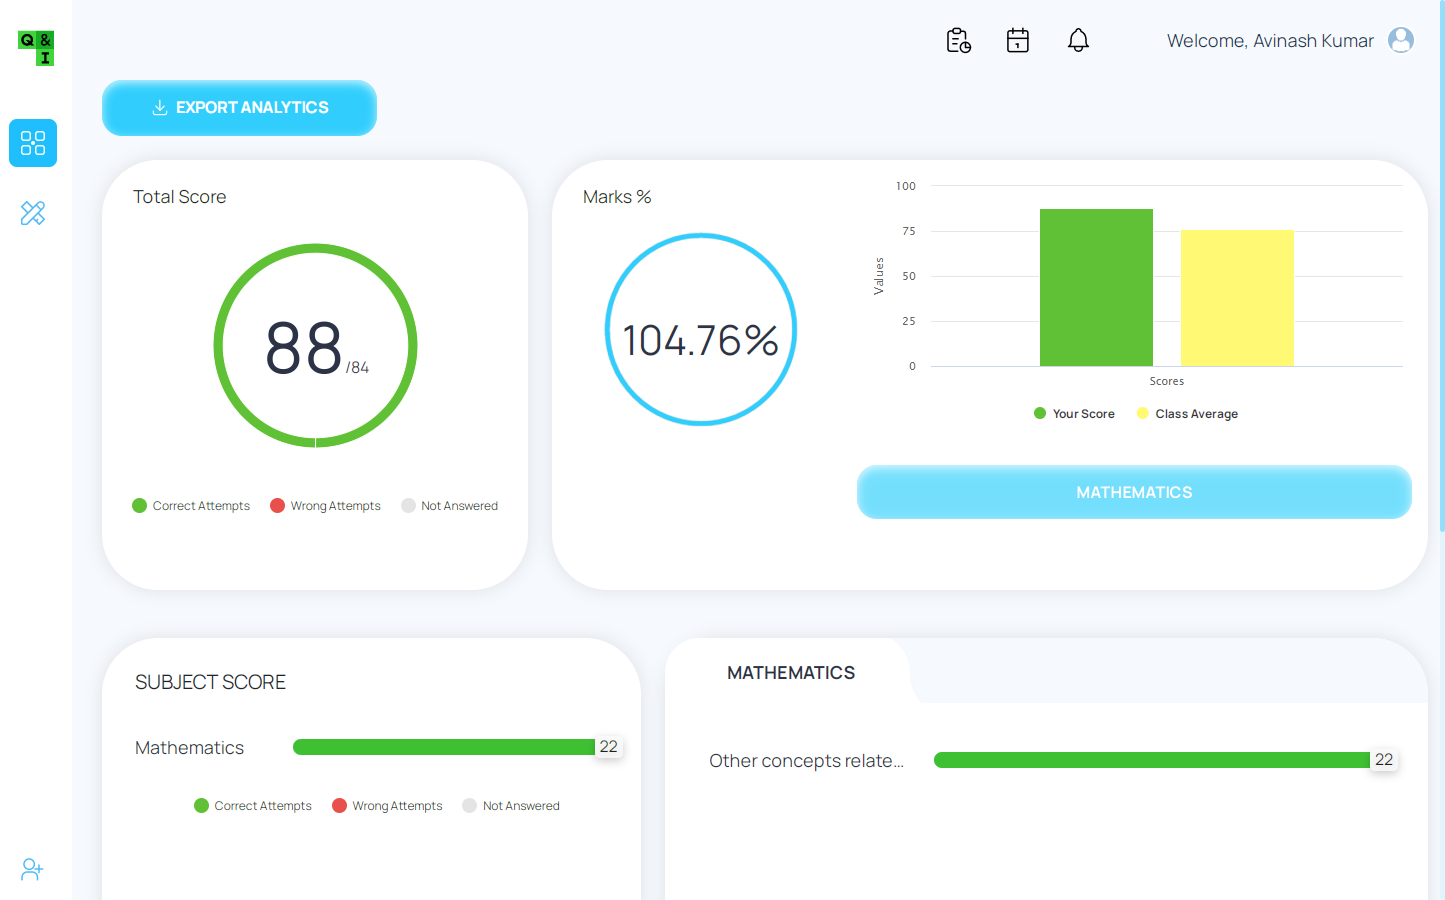 Q &
I
Welcome, Avinash Kumar
EXPORT ANALYTICS
Total Score
88/84
Correct Attempts
Wrong Attempts
Not Answered
Marks %
104.76%
100
75
50
25
0
Values
Scores
Your Score
Class Average
MATHEMATICS
SUBJECT SCORE
Mathematics
22
Correct Attempts
Wrong Attempts
Not Answered
MATHEMATICS
Other concepts relate...
22